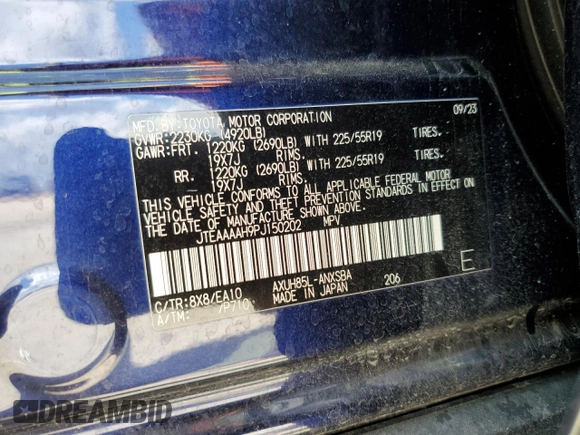 MFD. BY: TOYOTA MOTOR CORPORATION 09/23
GVWR: 2230KG (4920LB)
GAWR: FRT. 1220KG (2690LB) WITH 225/55R19 TIRES.
19X7J RIMS.
RR. 1220KG (2690LB) WITH 225/55R19 TIRES.
19X7J RIMS.
THIS VEHICLE CONFORMS TO ALL APPLICABLE FEDERAL MOTOR
VEHICLE SAFETY AND THEFT PREVENTION STANDARDS IN EFFECT ON
THE DATE OF MANUFACTURE SHOWN ABOVE.
JTEAAAAH9PJ150202 MPV
C/TR: 8X8/EA10 AXUH85L-ANXSBA 206 E
A/TM: /P710 MADE IN JAPAN
DREAMBID